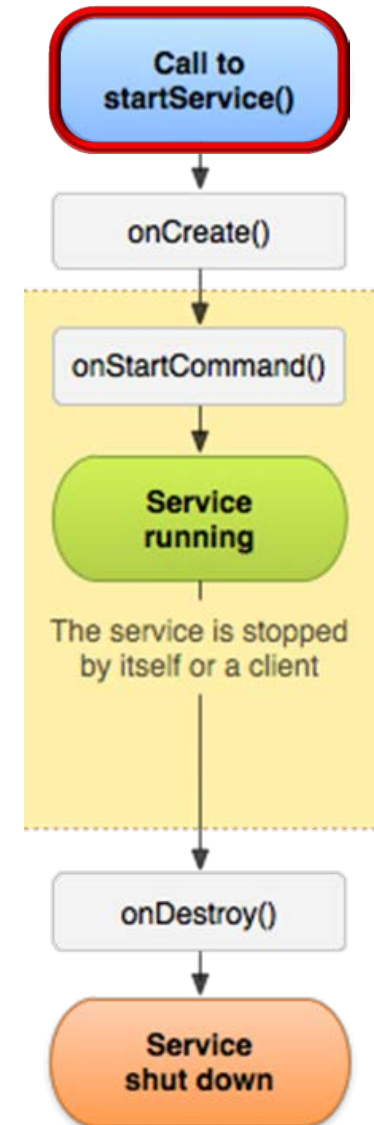 Call to
startService()
onCreate()
onStartCommand()
Service
running
The service is stopped
by itself or a client
onDestroy()
Service
shut down